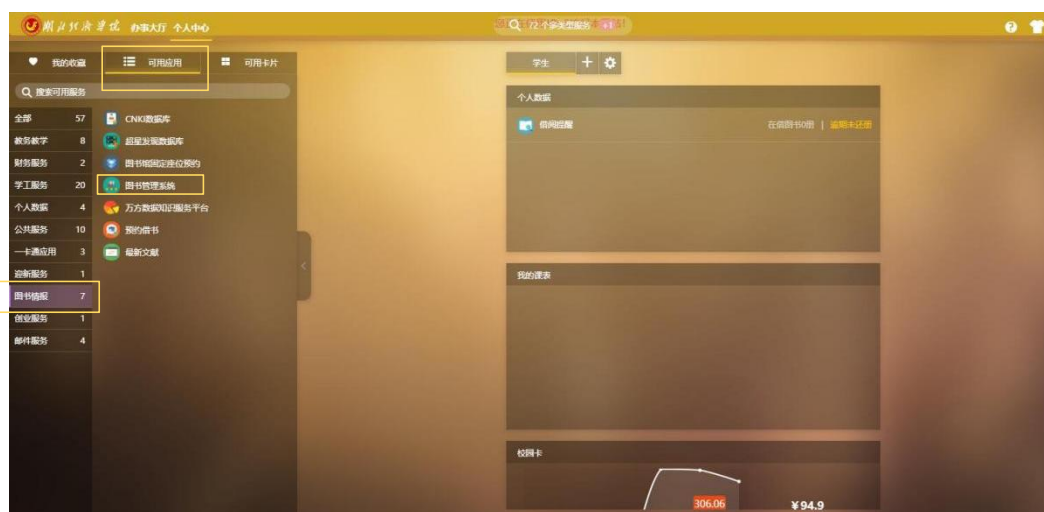 湖北经济学院 办事大厅 个人中心
72 个多类型服务 +1
我的收藏 可用应用 可用卡片
搜索可用服务
全部 57
教务教学 8
财务服务 2
学工服务 20
个人数据 4
公共服务 10
一卡通应用 3
迎新服务 1
图书情报 7
创业服务 1
邮件服务 4
CNKI数据库
超星发现数据库
图书馆固定座位预约
图书管理系统
万方数据知识服务平台
预约借书
最新文献
学生
个人数据
借阅提醒 在借图书0册 | 逾期未还册
我的课表
校园卡
306.06
¥94.9